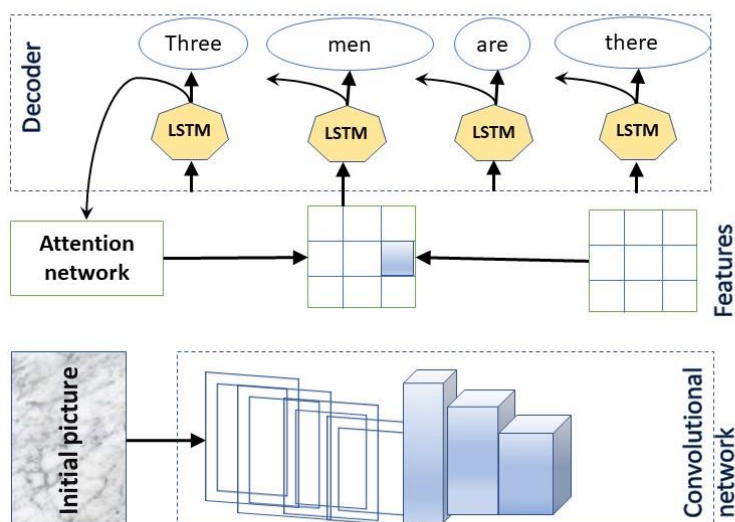 Three
men
are
there
Decoder
LSTM
LSTM
LSTM
LSTM
Attention
network
Features
Initial picture
Convolutional
network